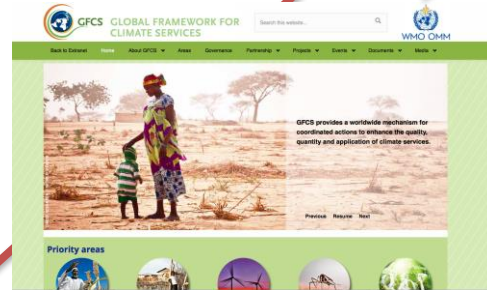 GFCS GLOBAL FRAMEWORK FOR
CLIMATE SERVICES
Search this website...
WMO OMM
Back to Extranet Home About GFCS Areas Governance Partnership Projects Events Documents Media
GFCS provides a worldwide mechanism for
coordinated actions to enhance the quality,
quantity and application of climate services.
Previous Resume Next
Priority areas